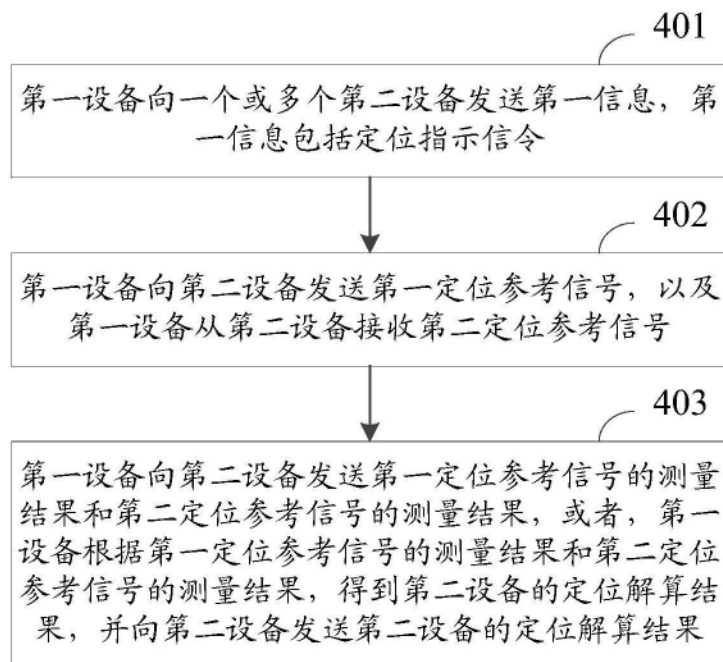 401
第一设备向一个或多个第二设备发送第一信息，第
一信息包括定位指示信令
402
第一设备向第二设备发送第一定位参考信号，以及
第一设备从第二设备接收第二定位参考信号
403
第一设备向第二设备发送第一定位参考信号的测量
结果和第二定位参考信号的测量结果，或者，第一
设备根据第一定位参考信号的测量结果和第二定位
参考信号的测量结果，得到第二设备的定位解算结
果，并向第二设备发送第二设备的定位解算结果